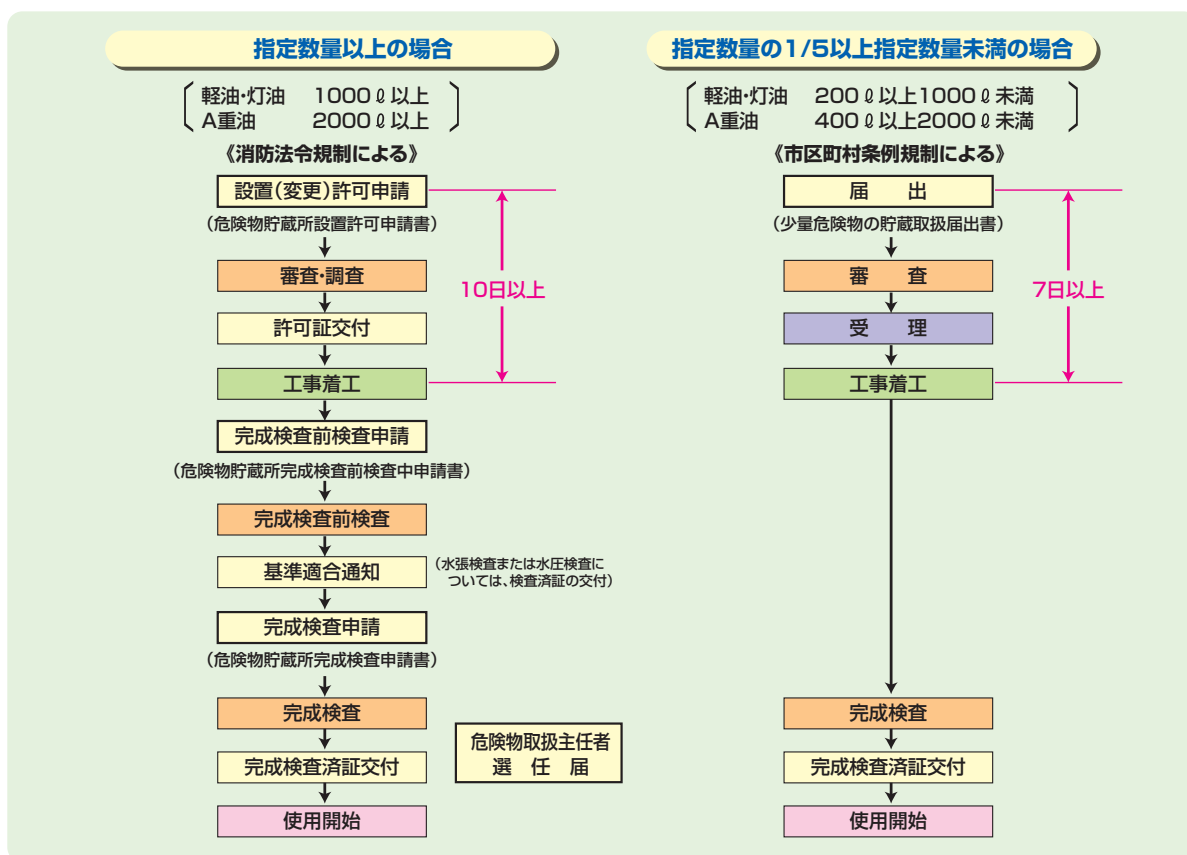 指定数量以上の場合
軽油・灯油 1000ℓ以上
A重油 2000ℓ以上
《消防法令規制による》
設置(変更)許可申請
(危険物貯蔵所設置許可申請書)
審査・調査
許可証交付
工事着工
10日以上
完成検査前検査申請
(危険物貯蔵所完成検査前検査中申請書)
完成検査前検査
基準適合通知
(水張検査または水圧検査に
ついては、検査済証の交付)
完成検査申請
(危険物貯蔵所完成検査申請書)
完成検査
完成検査済証交付
使用開始
危険物取扱主任者
選任届
指定数量の1/5以上指定数量未満の場合
軽油・灯油 200ℓ以上1000ℓ未満
A重油 400ℓ以上2000ℓ未満
《市区町村条例規制による》
届出
(少量危険物の貯蔵取扱届出書)
審査
受理
工事着工
7日以上
完成検査
完成検査済証交付
使用開始